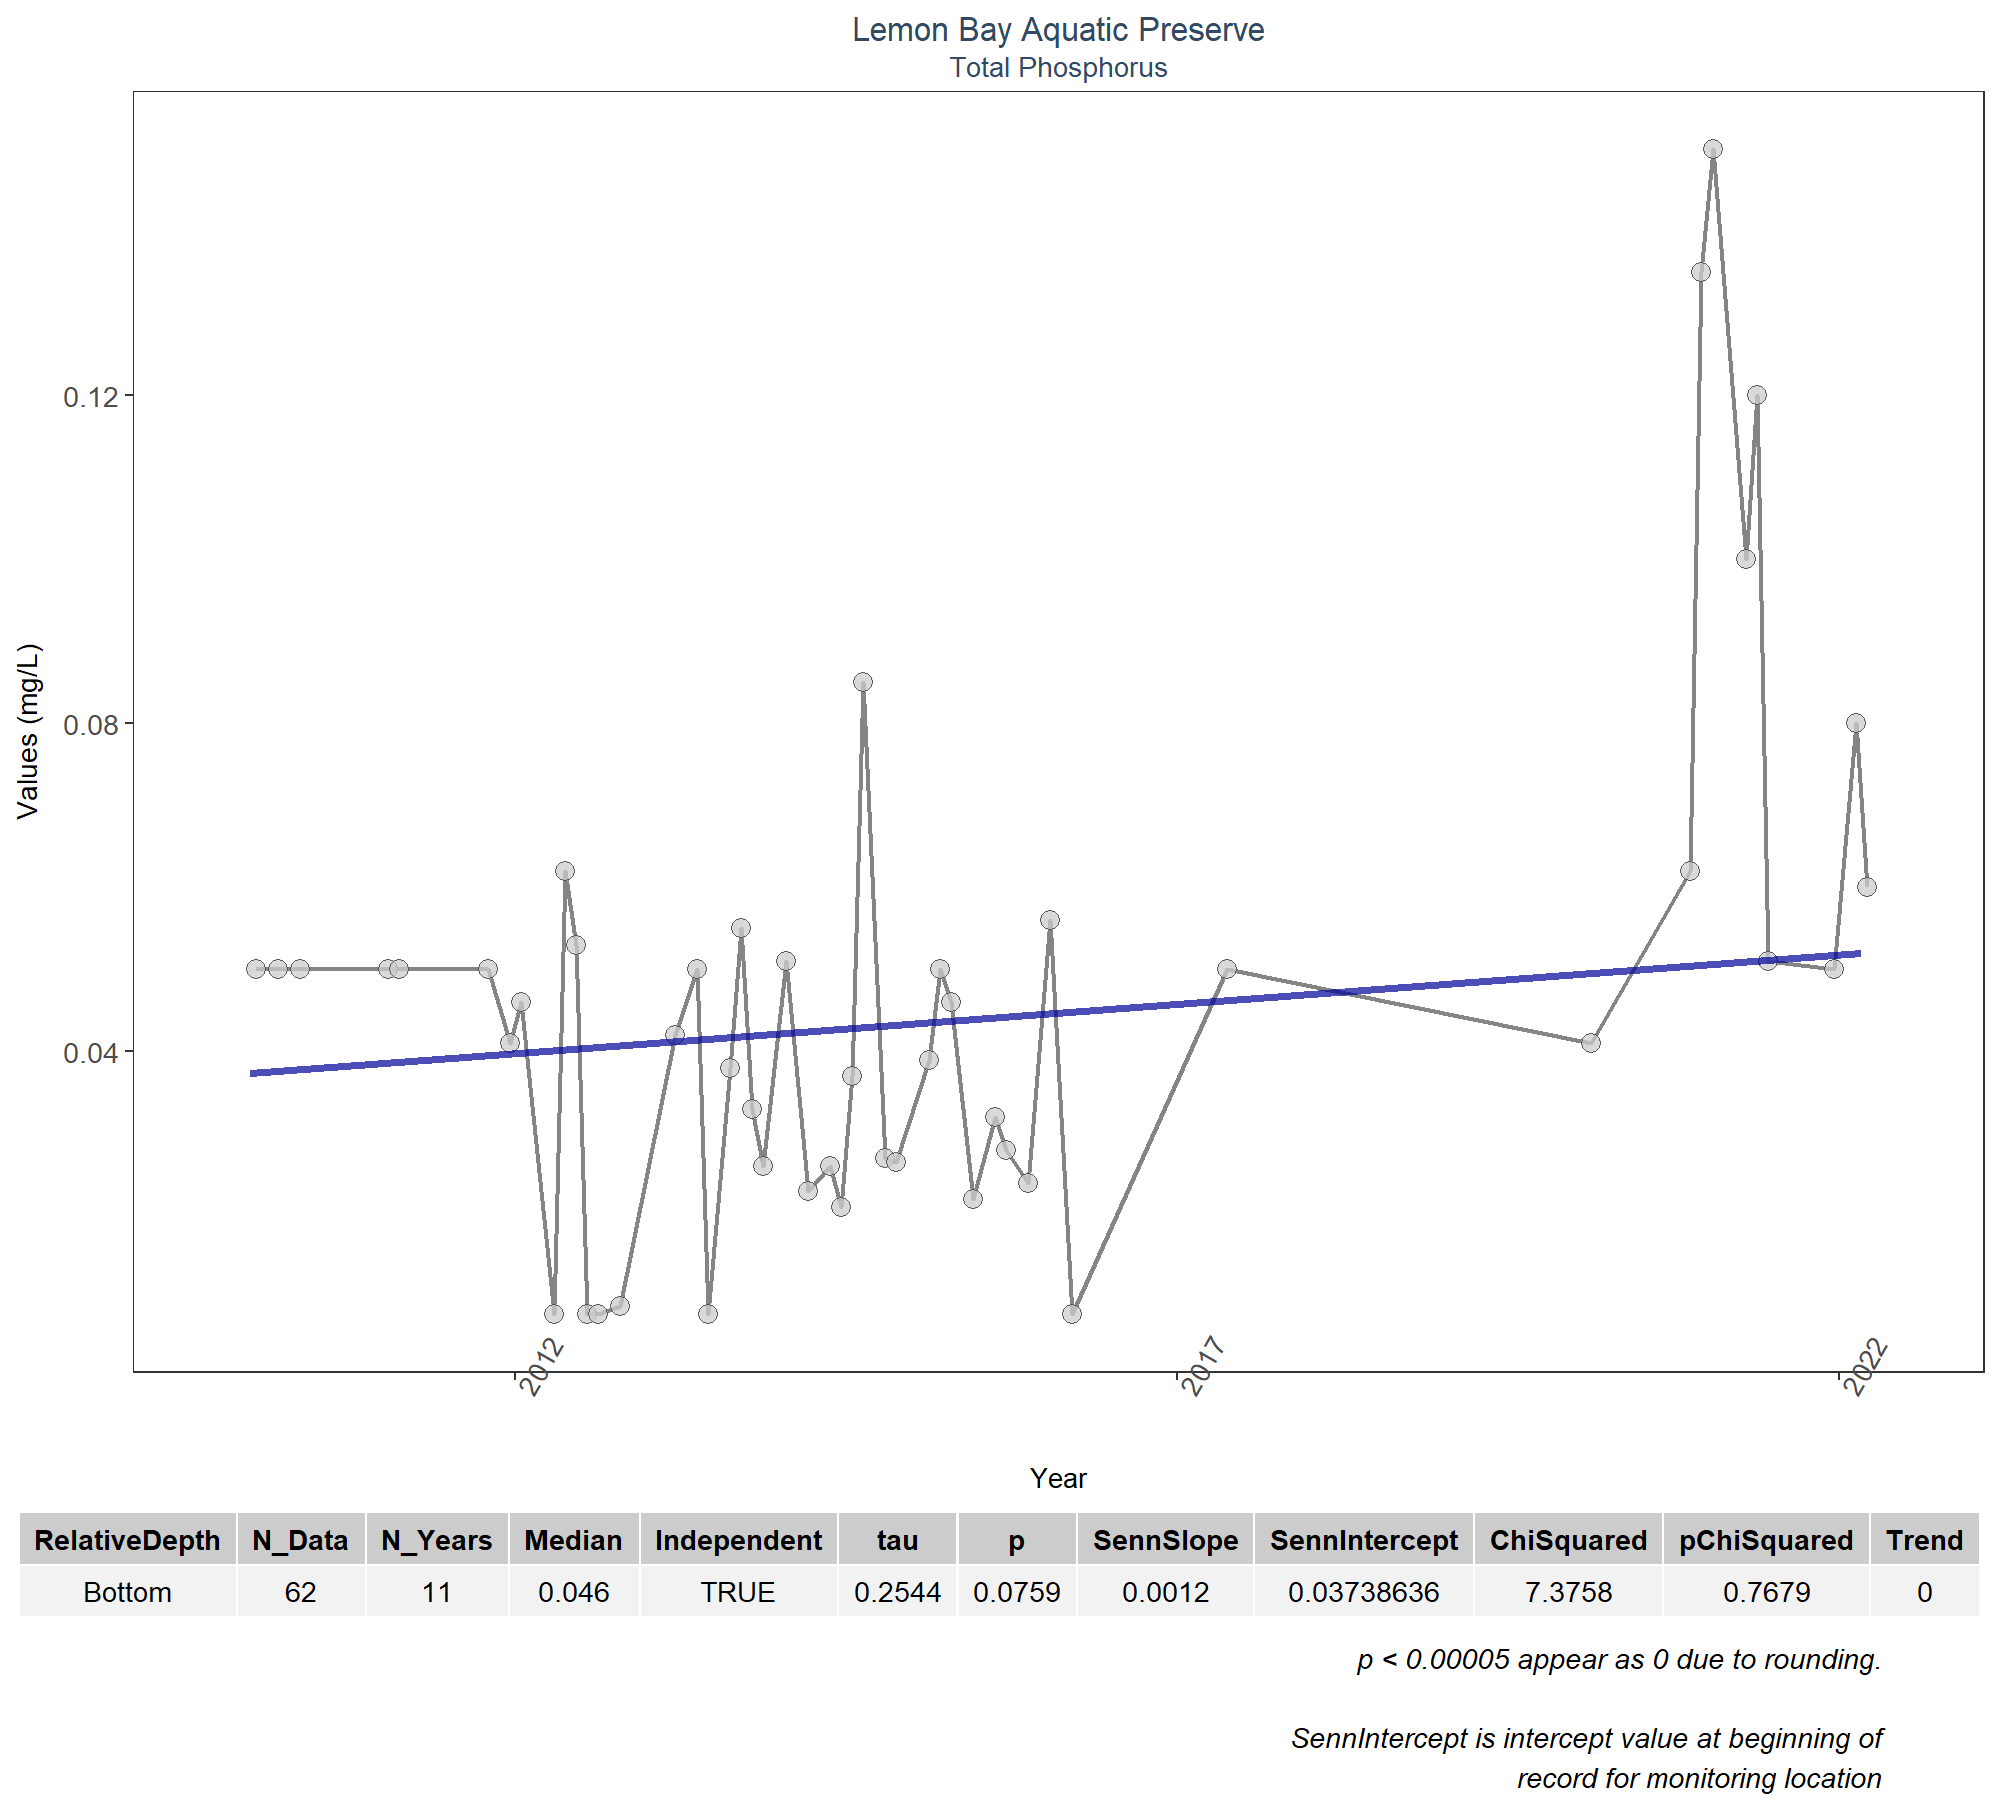 Lemon Bay Aquatic Preserve
Total Phosphorus
0.12
0.08
0.04
Values (mg/L)
2012
2017
2022
Year
RelativeDepth N_Data N_Years Median Independent tau p SennSlope SennIntercept ChiSquared pChiSquared Trend
Bottom 62 11 0.046 TRUE 0.2544 0.0759 0.0012 0.03738636 7.3758 0.7679 0
p < 0.00005 appear as 0 due to rounding.
SennIntercept is intercept value at beginning of
record for monitoring location